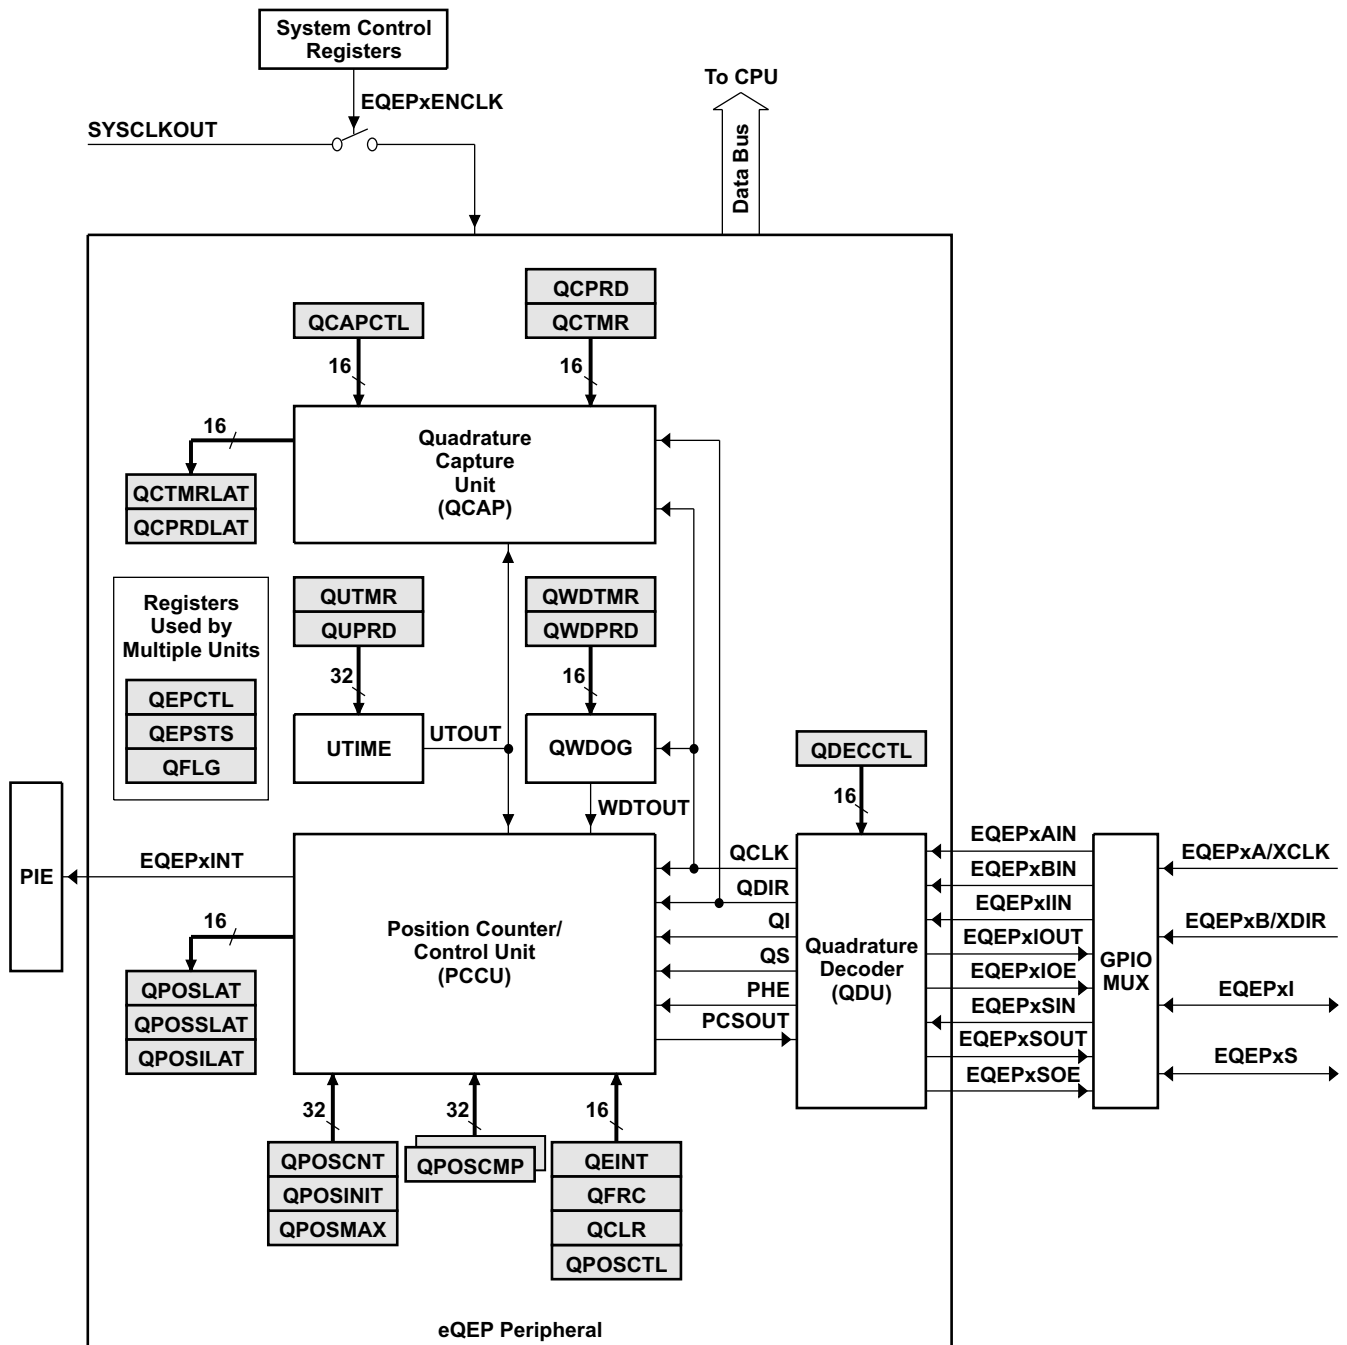 System Control
Registers
To CPU
EQEPxENCLK
SYSCLKOUT
Data Bus
QCPRD
QCAPCTL
QCTMR
16
16
16
Quadrature
Capture
Unit
(QCAP)
QCTMRLAT
QCPRDLAT
Registers
Used by
Multiple Units
QEPCTL
QEPSTS
QFLG
QUTMR
QUPRD
QWDTMR
QWDPRD
32
16
UTIME
UTOUT
QWDOG
WDTOUT
QDECCTL
16
PIE
EQEPxINT
16
Position Counter/
Control Unit
(PCCU)
QCLK
QDIR
QI
QS
PHE
PCSOUT
Quadrature
Decoder
(QDU)
EQEPxAIN
EQEPxBIN
EQEPxIIN
EQEPxIOUT
EQEPxIOE
EQEPxSIN
EQEPxSOUT
EQEPxSOE
GPIO
MUX
EQEPxA/XCLK
EQEPxB/XDIR
EQEPxI
EQEPxS
QPOSLAT
QPOSSLAT
QPOSILAT
32
32
16
QPOSCNT
QPOSINIT
QPOSMAX
QPOSCMP
QEINT
QFRC
QCLR
QPOSCTL
eQEP Peripheral